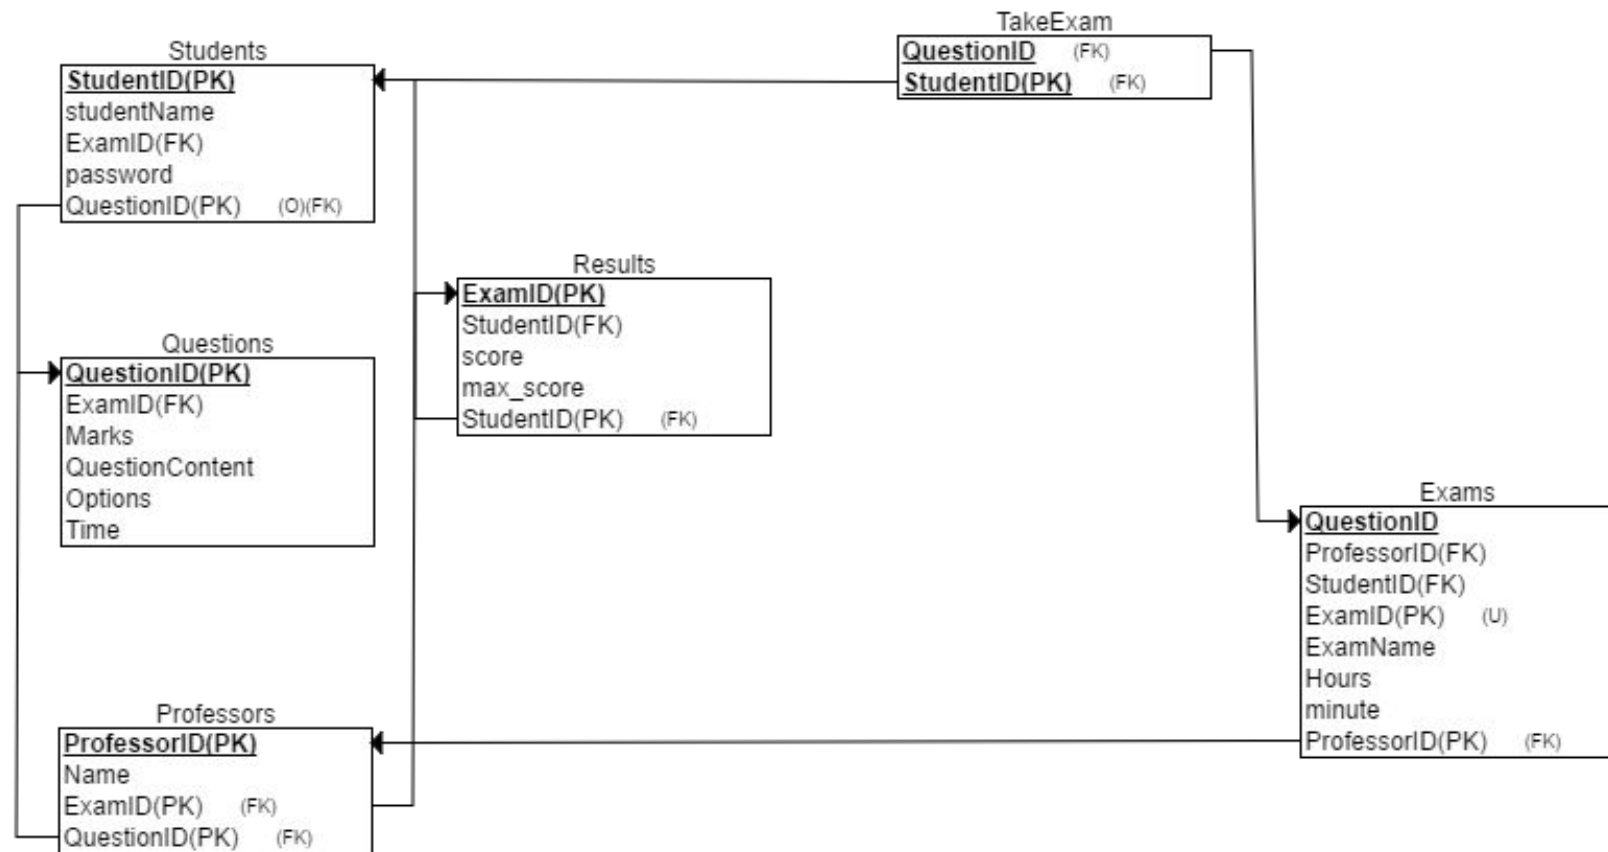 Students
StudentID(PK)
studentName
ExamID(FK)
password
QuestionID(PK) (O)(FK)
TakeExam
QuestionID (FK)
StudentID(PK) (FK)
Results
ExamID(PK)
StudentID(FK)
score
max_score
StudentID(PK) (FK)
Questions
QuestionID(PK)
ExamID(FK)
Marks
QuestionContent
Options
Time
Exams
QuestionID
ProfessorID(FK)
StudentID(FK)
ExamID(PK) (U)
ExamName
Hours
minute
ProfessorID(PK) (FK)
Professors
ProfessorID(PK)
Name
ExamID(PK) (FK)
QuestionID(PK) (FK)